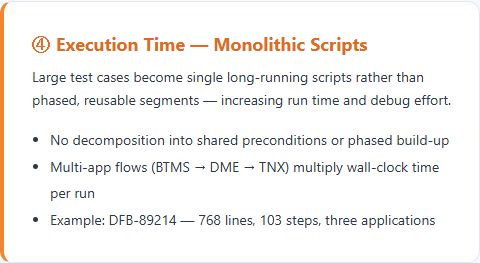 ④ Execution Time — Monolithic Scripts
Large test cases become single long-running scripts rather than
phased, reusable segments — increasing run time and debug effort.
• No decomposition into shared preconditions or phased build-up
• Multi-app flows (BTMS → DME → TNX) multiply wall-clock time
per run
• Example: DFB-89214 — 768 lines, 103 steps, three applications